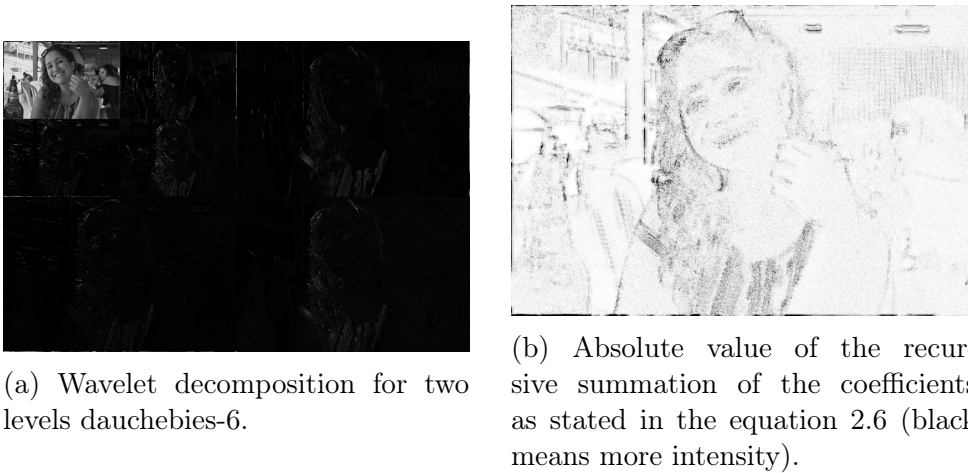 (a) Wavelet decomposition for two
levels dauchebies-6.
(b) Absolute value of the recur-
sive summation of the coefficients
as stated in the equation 2.6 (black
means more intensity).